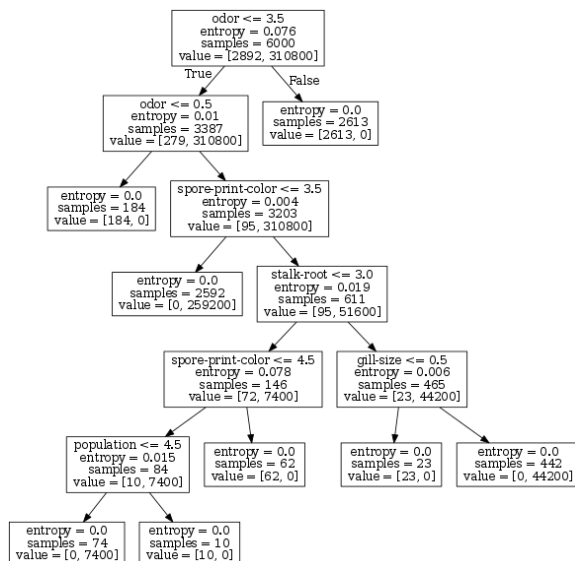 odor <= 3.5
entropy = 0.076
samples = 6000
value = [2892, 310800]
True
False
odor <= 0.5
entropy = 0.01
samples = 3387
value = [279, 310800]
entropy = 0.0
samples = 2613
value = [2613, 0]
entropy = 0.0
samples = 184
value = [184, 0]
spore-print-color <= 3.5
entropy = 0.004
samples = 3203
value = [95, 310800]
entropy = 0.0
samples = 2592
value = [0, 259200]
stalk-root <= 3.0
entropy = 0.019
samples = 611
value = [95, 51600]
spore-print-color <= 4.5
entropy = 0.078
samples = 146
value = [72, 7400]
gill-size <= 0.5
entropy = 0.006
samples = 465
value = [23, 44200]
population <= 4.5
entropy = 0.015
samples = 84
value = [10, 7400]
entropy = 0.0
samples = 62
value = [62, 0]
entropy = 0.0
samples = 23
value = [23, 0]
entropy = 0.0
samples = 442
value = [0, 44200]
entropy = 0.0
samples = 74
value = [0, 7400]
entropy = 0.0
samples = 10
value = [10, 0]